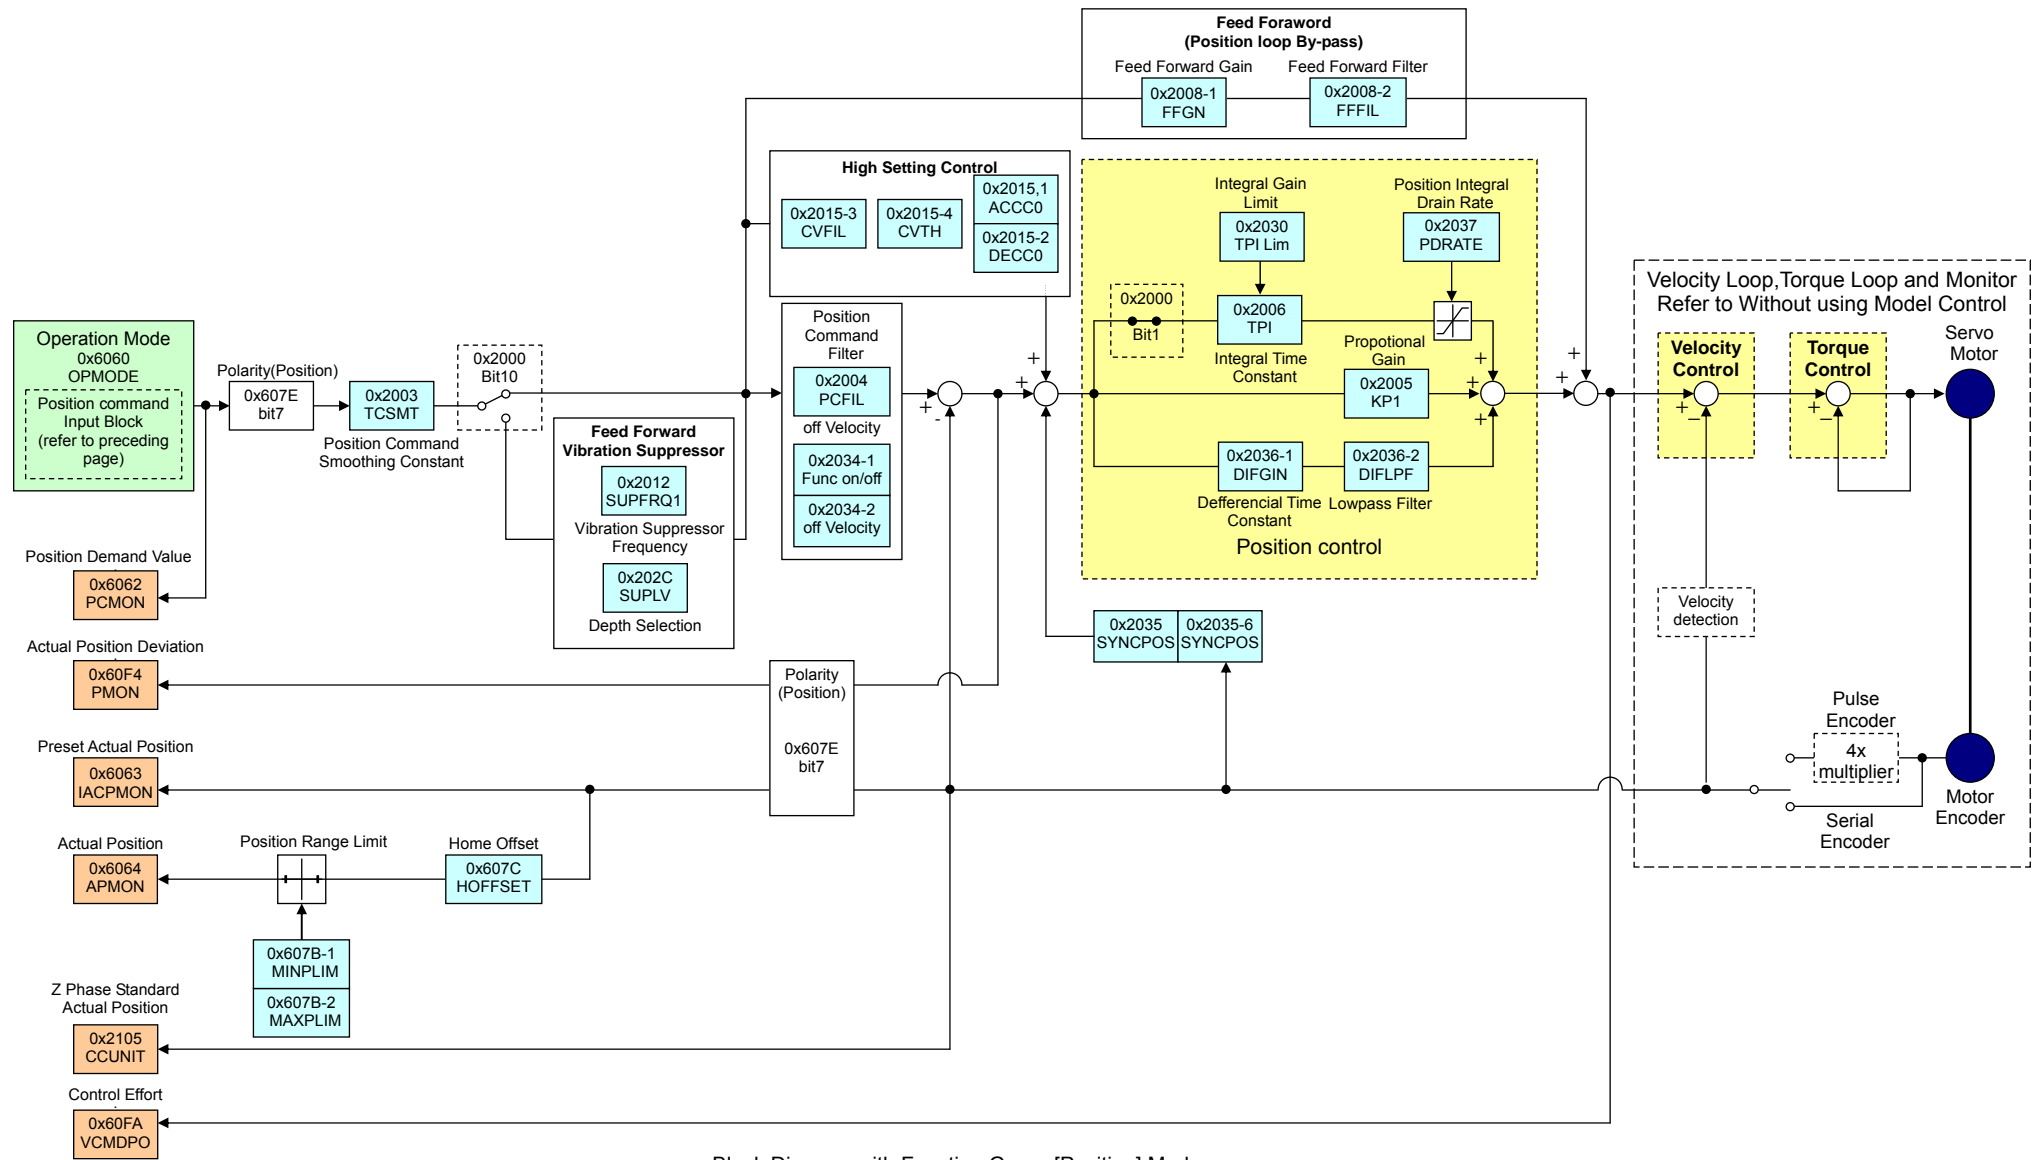 Feed Foraword
(Position loop By-pass)
Feed Forward Gain
Feed Forward Filter
0x2008-1
FFGN
0x2008-2
FFFIL
High Setting Control
0x2015-3
CVFIL
0x2015-4
CVTH
0x2015,1
ACCC0
0x2015-2
DECC0
Integral Gain
Limit
0x2030
TPI Lim
Position Integral
Drain Rate
0x2037
PDRATE
0x2000
Bit1
0x2006
TPI
Integral Time
Constant
Propotional
Gain
0x2005
KP1
0x2036-1
DIFGIN
0x2036-2
DIFLPF
Defferencial Time
Constant
Lowpass Filter
Position control
+
+
+
+
+
+
+
+
-
Velocity Loop,Torque Loop and Monitor
Refer to Without using Model Control
Velocity
Control
+
−
Torque
Control
+
−
Servo
Motor
Velocity
detection
Pulse
Encoder
4x
multiplier
Serial
Encoder
Motor
Encoder
Operation Mode
0x6060
OPMODE
Position command
Input Block
(refer to preceding
page)
Polarity(Position)
0x607E
bit7
0x2003
TCSMT
Position Command
Smoothing Constant
0x2000
Bit10
Feed Forward
Vibration Suppressor
0x2012
SUPFRQ1
Vibration Suppressor
Frequency
0x202C
SUPLV
Depth Selection
Position
Command
Filter
0x2004
PCFIL
off Velocity
0x2034-1
Func on/off
0x2034-2
off Velocity
0x2035
SYNCPOS
0x2035-6
SYNCPOS
Position Demand Value
0x6062
PCMON
Actual Position Deviation
0x60F4
PMON
Polarity
(Position)
0x607E
bit7
Preset Actual Position
0x6063
IACPMON
Actual Position
0x6064
APMON
Position Range Limit
Home Offset
0x607C
HOFFSET
0x607B-1
MINPLIM
0x607B-2
MAXPLIM
Z Phase Standard
Actual Position
0x2105
CCUNIT
Control Effort
0x60FA
VCMDPO